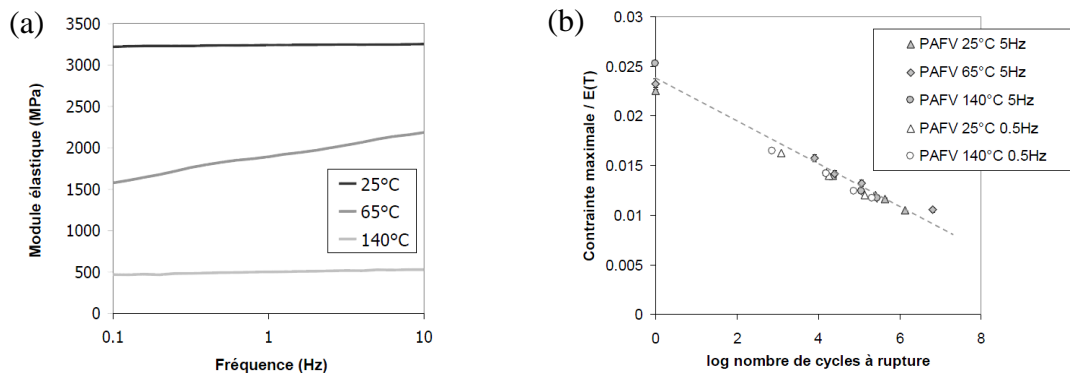 (a)
Module élastique (MPa)
3500
3000
2500
2000
1500
1000
500
0
0.1
1
10
Fréquence (Hz)
25°C
65°C
140°C
(b)
Contrainte maximale / E(T)
0.03
0.025
0.02
0.015
0.01
0.005
0
0
2
4
6
8
log nombre de cycles à rupture
PAFV 25°C 5Hz
PAFV 65°C 5Hz
PAFV 140°C 5Hz
PAFV 25°C 0.5Hz
PAFV 140°C 0.5Hz